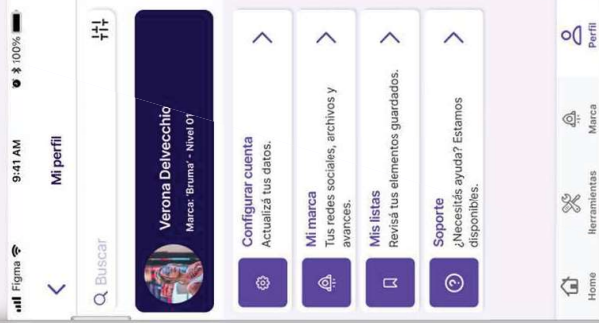 Figma 9:41 AM 100%
Mi perfil
Buscar
Verona Delvecchio
Marca: 'Bruma' - Nivel 01
Configurar cuenta
Actualizá tus datos.
Mi marca
Tus redes sociales, archivos y
avances.
Mis listas
Revisá tus elementos guardados.
Soporte
¿Necesitás ayuda? Estamos
disponibles.
Home Herramientas Marca Perfil